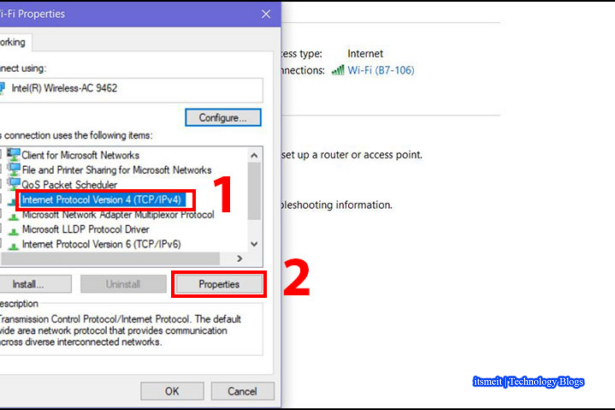 i-Fi Properties
orking
nnect using:
Intel(R) Wireless-AC 9462
Configure...
s connection uses the following items:
Client for Microsoft Networks
File and Printer Sharing for Microsoft Networks
QoS Packet Scheduler
Internet Protocol Version 4 (TCP/IPv4)
1
Microsoft Network Adapter Multiplexor Protocol
Microsoft LLDP Protocol Driver
Internet Protocol Version 6 (TCP/IPv6)
Install...
Uninstall
Properties
2
escription
ransmission Control Protocol/Internet Protocol. The default
wide area network protocol that provides communication
across diverse interconnected networks.
OK
Cancel
ess type: Internet
nnections: Wi-Fi (B7-106)
set up a router or access point.
bleshooting information.
itsmeit | Technology Blogs